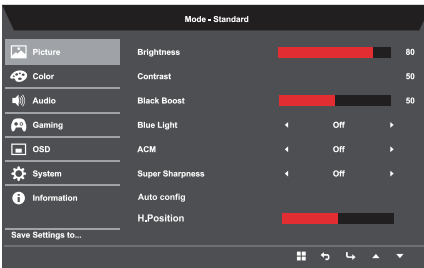 Mode - Standard
Picture
Brightness 80
Color
Contrast 50
Audio
Black Boost 50
Gaming
Blue Light Off
OSD
ACM Off
System
Super Sharpness Off
Information
Auto config
H.Position
Save Settings to...